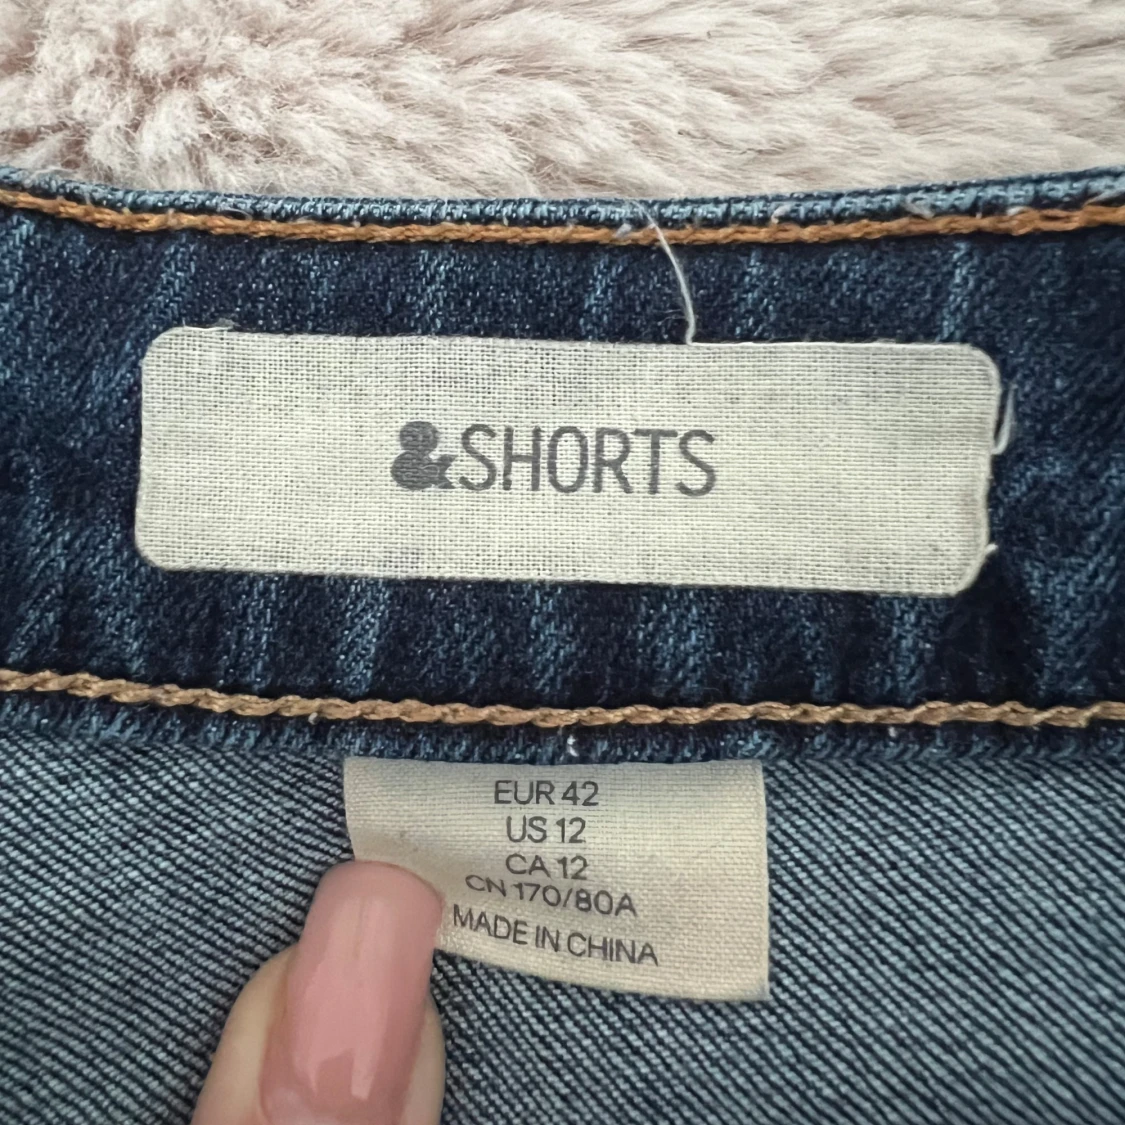 &SHORTS
EUR 42
US 12
CA 12
CN 170/80A
MADE IN CHINA